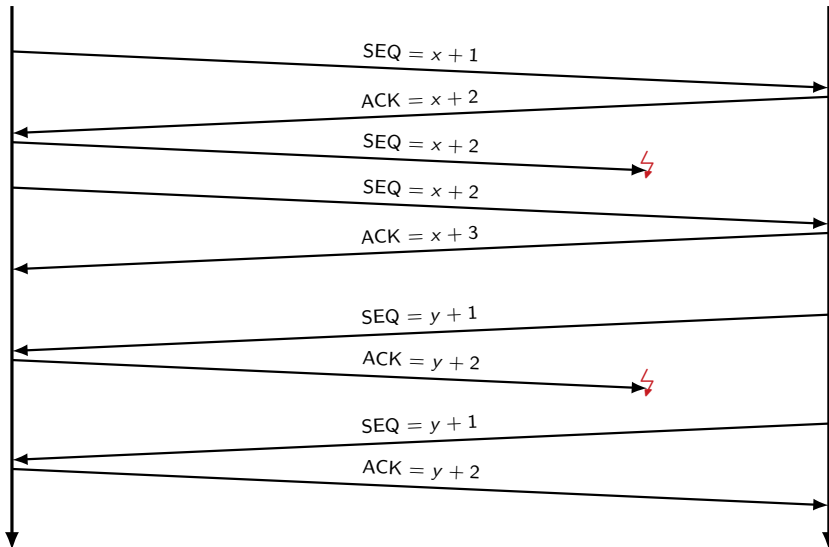 SEQ = x + 1
ACK = x + 2
SEQ = x + 2
SEQ = x + 2
ACK = x + 3
SEQ = y + 1
ACK = y + 2
SEQ = y + 1
ACK = y + 2